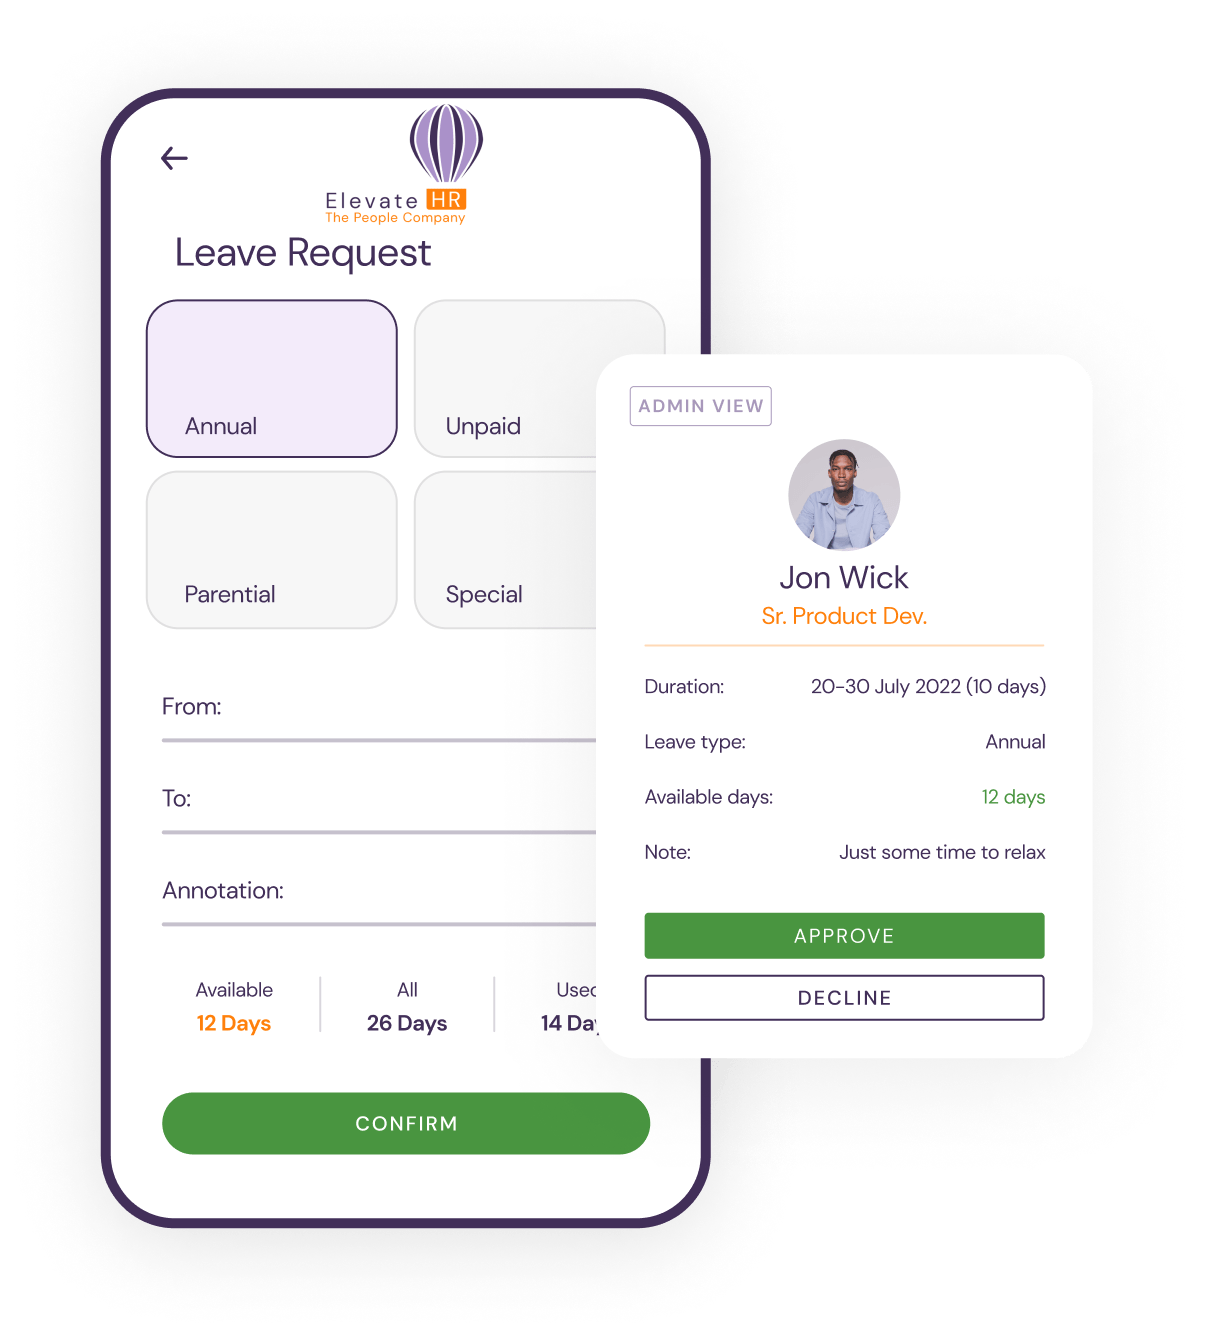 Elevate HR
The People Company
Leave Request
Annual
Unpaid
Parential
Special
From:
To:
Annotation:
Available
12 Days
All
26 Days
14
CONFIRM
ADMIN VIEW
Jon Wick
Sr. Product Dev.
Duration: 20-30 July 2022 (10 days)
Leave type: Annual
Available days: 12 days
Note: Just some time to relax
APPROVE
DECLINE